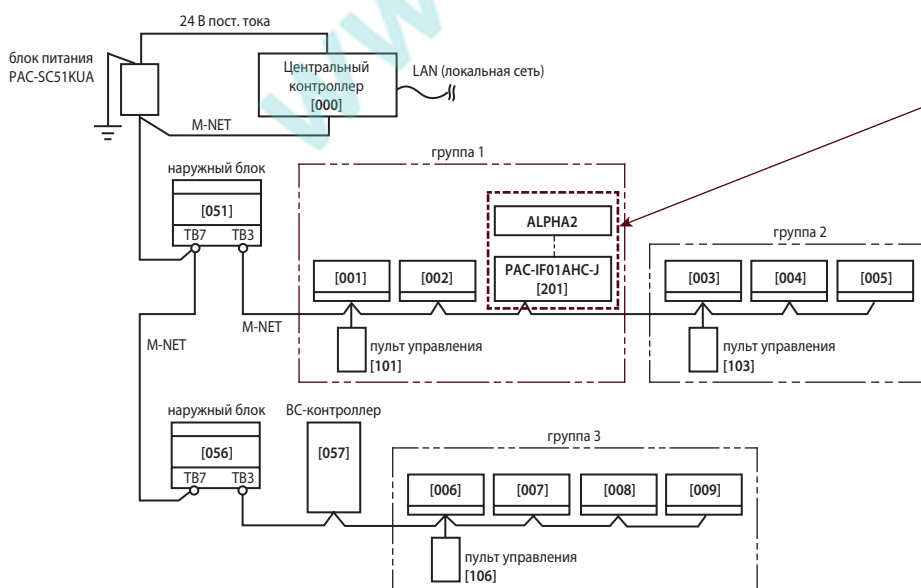 24 В пост. тока
блок питания
PAC-SC51KUA
Центральный
контроллер
[000]
LAN (локальная сеть)
M-NET
группа 1
наружный блок
[051]
TB7 TB3
ALPHA2
группа 2
[001] [002]
PAC-IF01AHC-J
[201]
[003] [004] [005]
M-NET
M-NET
пульт управления
[101]
пульт управления
[103]
наружный блок
BC-контроллер
группа 3
[056]
[057]
TB7 TB3
[006] [007] [008] [009]
пульт управления
[106]